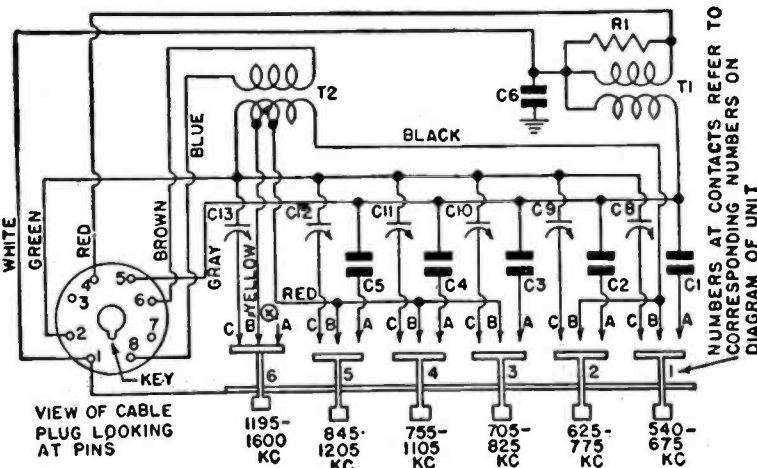 R1
T1
T2
C6
BLACK
BLUE
WHITE
GREEN
RED
BROWN
GRAY
YELLOW
RED
C13
C12
C11
C10
C9
C8
C5
C4
C3
C2
C1
X
C B A
C B A
C B A
C B A
C B A
C B A
5
4
6
3
7
2
8
1
KEY
6
5
4
3
2
1
VIEW OF CABLE
PLUG LOOKING
AT PINS
1195-
1600
KC
845-
1205
KC
755-
1105
KC
705-
825
KC
625-
775
KC
540-
675
KC
NUMBERS AT CONTACTS REFER TO
CORRESPONDING NUMBERS ON
DIAGRAM OF UNIT